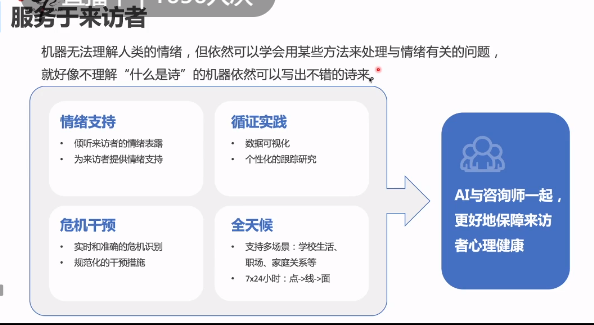 服务于来访者
机器无法理解人类的情绪，但依然可以学会用某些方法来处理与情绪有关的问题，
就好像不理解“什么是诗”的机器依然可以写出不错的诗来。
情绪支持
• 倾听来访者的情绪表露
• 为来访者提供情绪支持
循证实践
• 数据可视化
• 个性化的跟踪研究
危机干预
• 实时和准确的危机识别
• 规范化的干预措施
全天候
• 支持多场景：学校生活、
职场、家庭关系等
• 7x24小时：点->线->面
AI与咨询师一起，
更好地保障来访
者心理健康